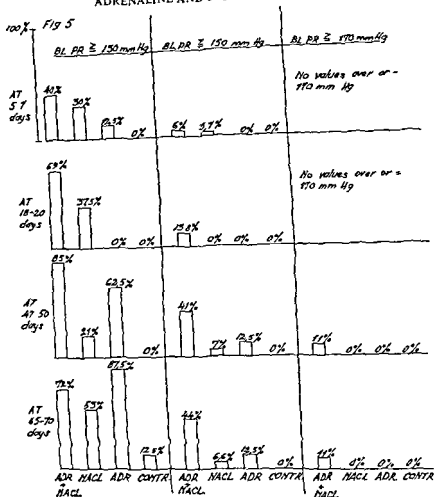 ADRENALINE AND
100% Fig 5
BL PR ≧ 130 mm Hg BL PR ≧ 150 mm Hg BL PR ≧ 170 mm Hg
No values over or =
170 mm Hg
AT
5-7
days
40% 30% 0% 6% 3,7% 0% 0%
No values over or =
170 mm Hg
AT
18-20
days
69% 37,5% 0% 0% 13,8% 0% 0% 0%
AT
47-50
days
85% 21% 62,5% 0% 41% 7% 12,5% 0% 11% 0% 0% 0%
AT
65-70
days
72% 53% 87,5% 12,5% 44% 6,6% 12,5% 0% 11% 0% 0% 0%
ADR NACL ADR CONTR ADR NACL ADR CONTR ADR NACL ADR CONTR
+ + +
NACL NACL NACL